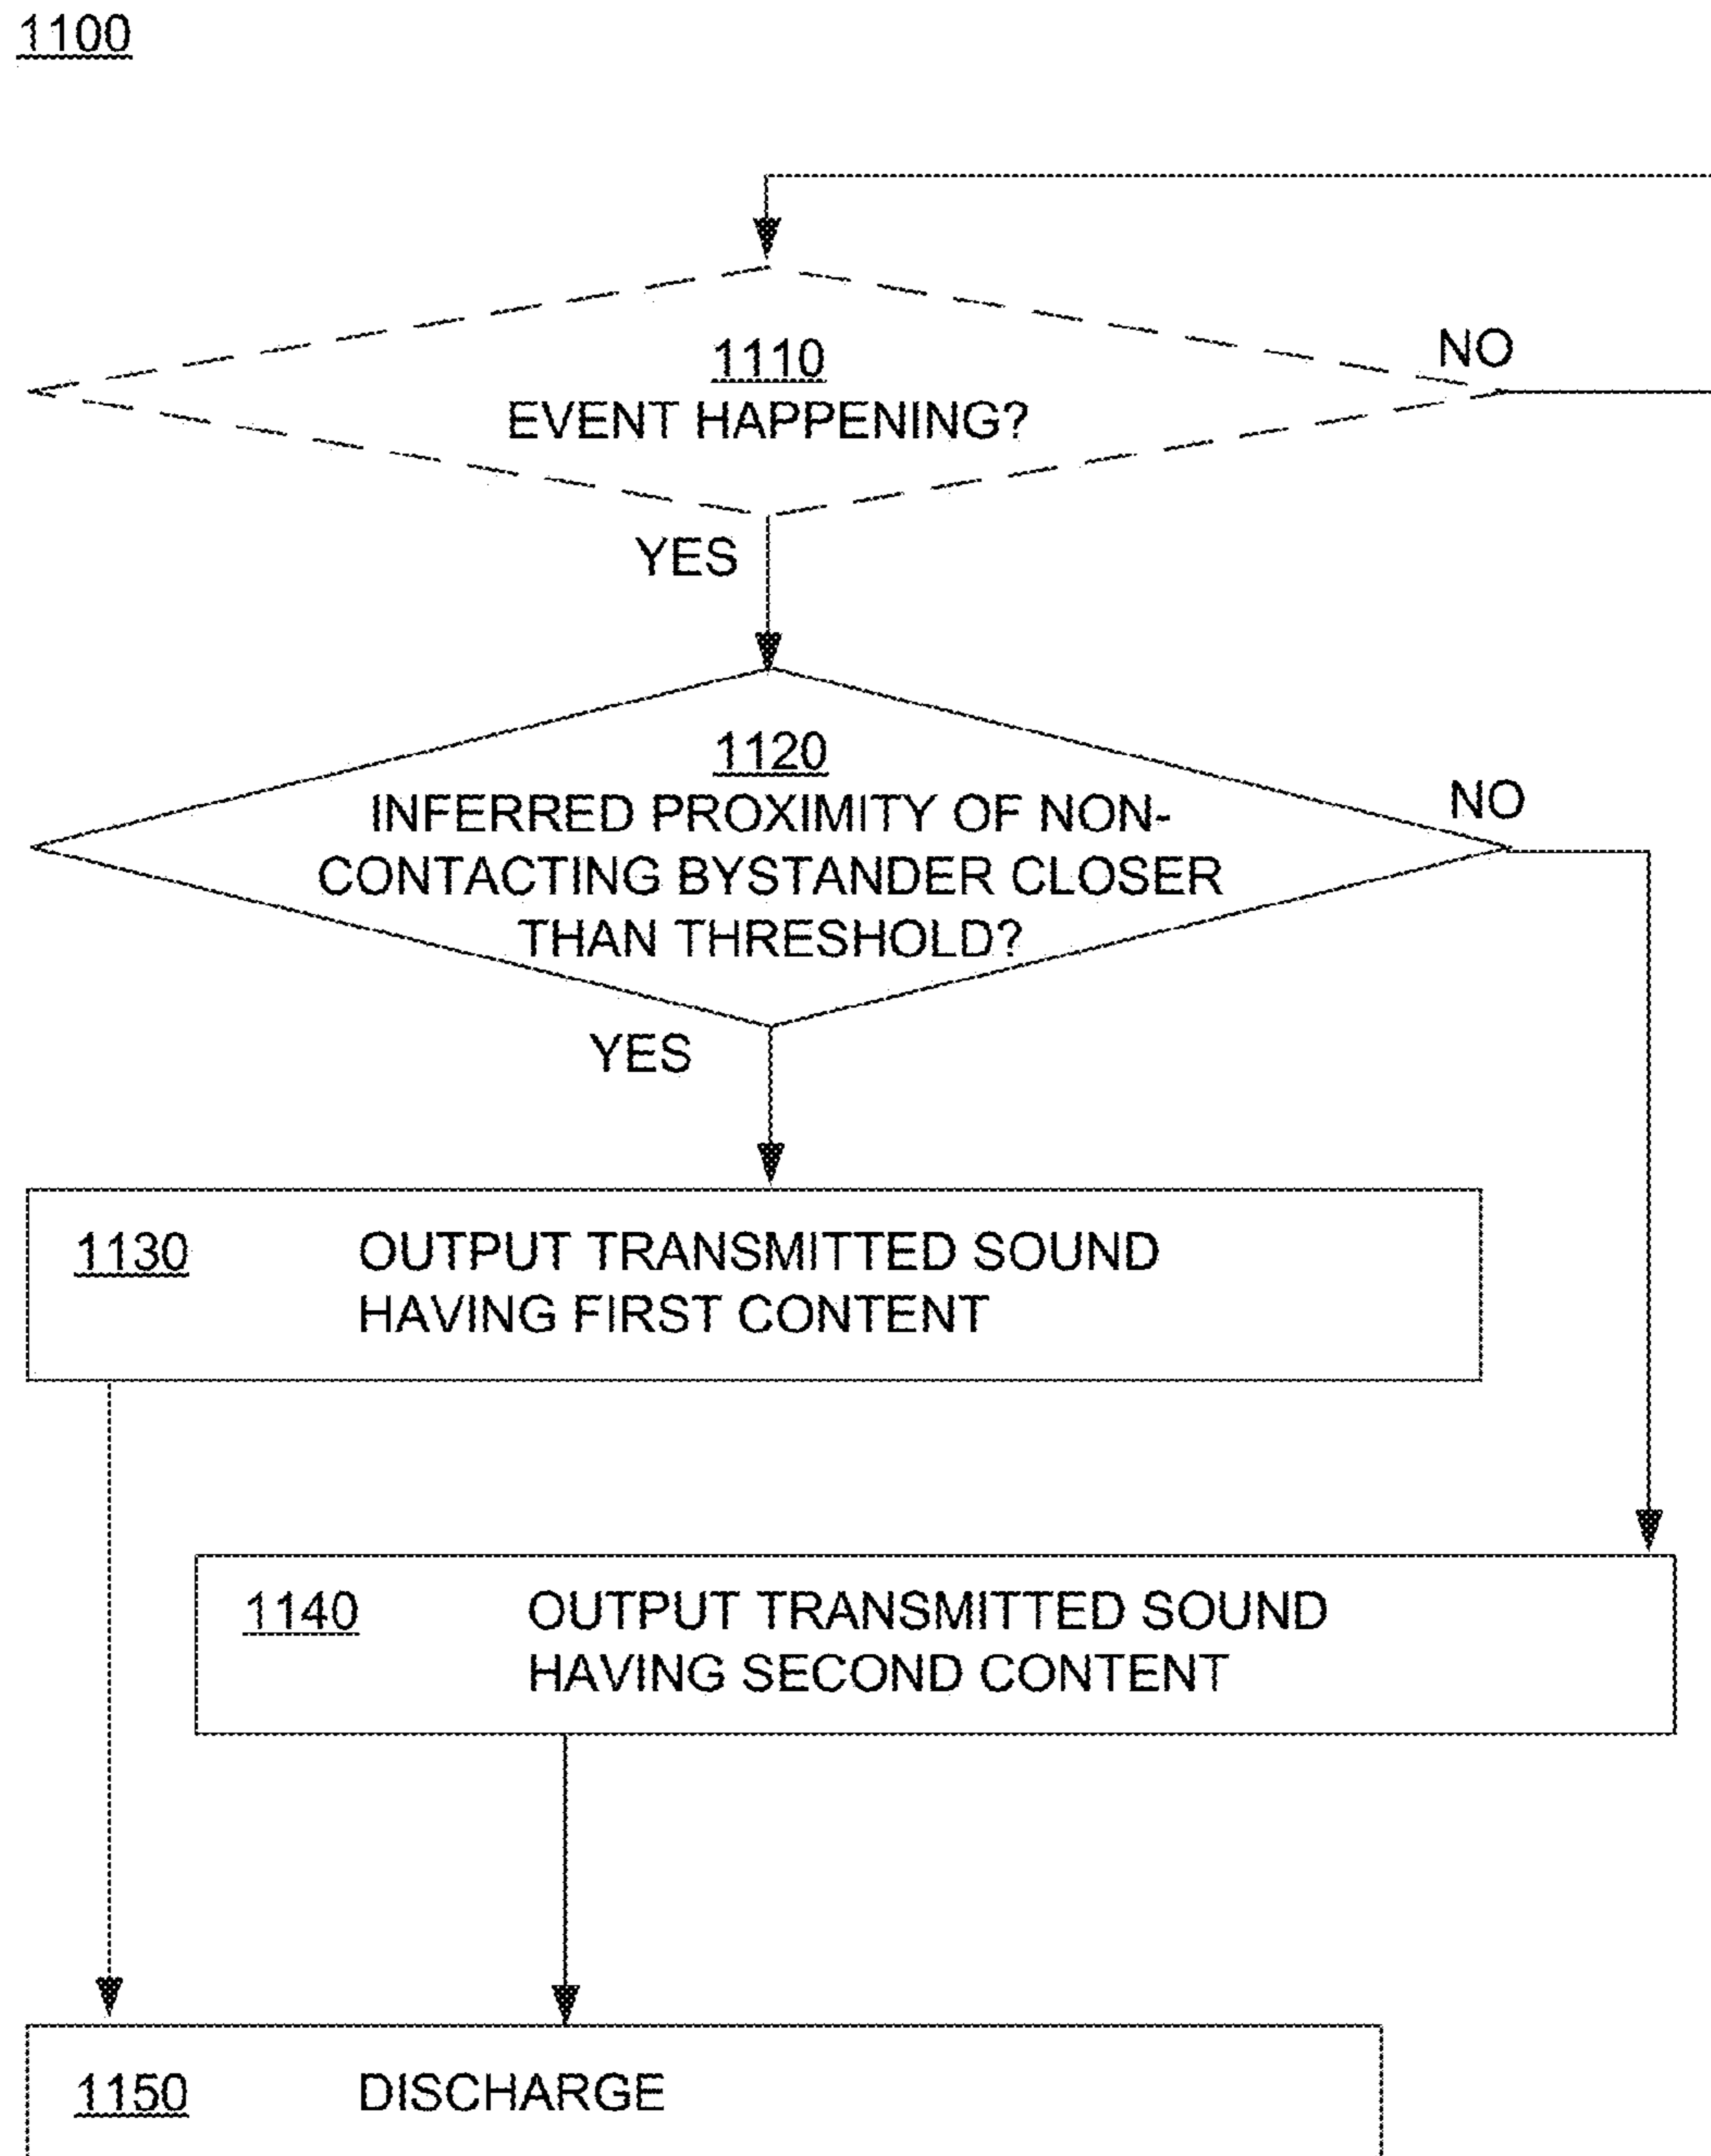 1100
1110
EVENT HAPPENING?
NO
YES
1120
INFERRED PROXIMITY OF NON-
CONTACTING BYSTANDER CLOSER
THAN THRESHOLD?
NO
YES
1130 OUTPUT TRANSMITTED SOUND
HAVING FIRST CONTENT
1140 OUTPUT TRANSMITTED SOUND
HAVING SECOND CONTENT
1150 DISCHARGE